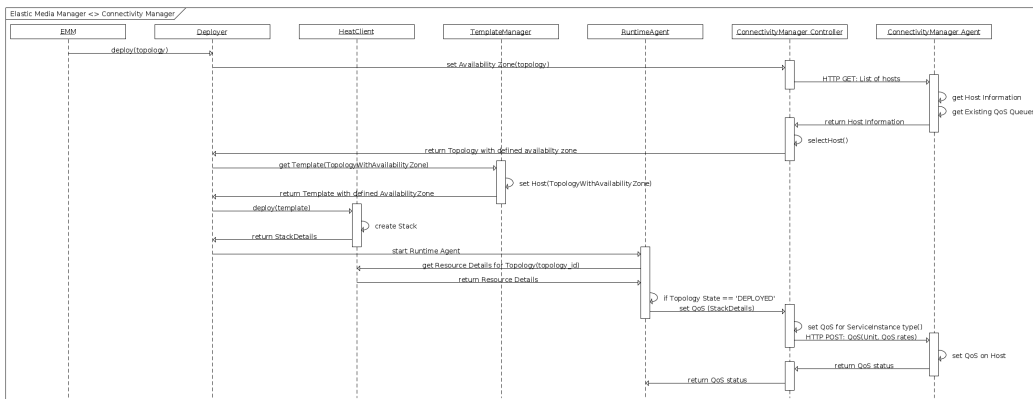 Elastic Media Manager <> Connectivity Manager
EMM
Deployer
HeatClient
TemplateManager
RuntimeAgent
ConnectivityManager Controller
ConnectivityManager Agent
deploy(topology)
set Availability Zone(topology)
HTTP GET: List of hosts
get Host Information
get Existing QoS Queues
return Host Information
selectHost()
return Topology with defined availabilty zone
get Template(TopologyWithAvailabilityZone)
set Host(TopologyWithAvailabilityZone)
return Template with defined AvailabilityZone
deploy(template)
create Stack
return StackDetails
start Runtime Agent
get Resource Details for Topology(topology_id)
return Resource Details
if Topology State == 'DEPLOYED'
set QoS (StackDetails)
set QoS for ServiceInstance type()
HTTP POST: QoS(Unit, QoS rates)
set QoS on Host
return QoS status
return QoS status